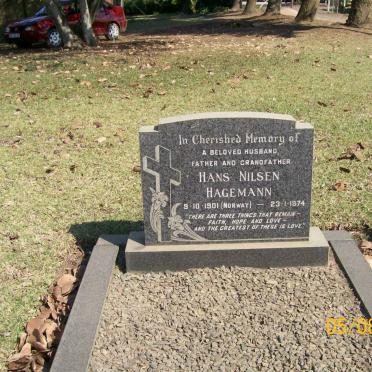 In Cherished Memory of
A BELOVED HUSBAND,
FATHER AND GRANDFATHER
HANS NILSEN
HAGEMANN
9-10-1901 (NORWAY) — 23-1-1974
"THERE ARE THREE THINGS THAT REMAIN -
FAITH, HOPE AND LOVE -
AND THE GREATEST OF THESE IS LOVE."
05/08